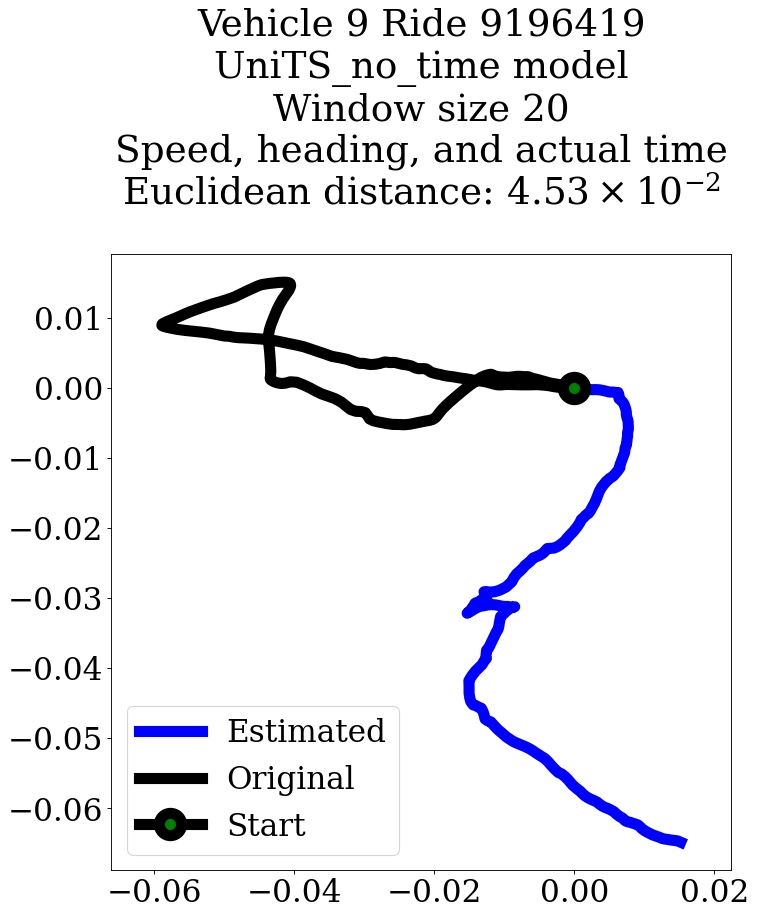 Vehicle 9 Ride 9196419
UniTS_no_time model
Window size 20
Speed, heading, and actual time
Euclidean distance: 4.53 × 10⁻²
0.01
0.00
−0.01
−0.02
−0.03
−0.04
−0.05
−0.06
Estimated
Original
Start
−0.06 −0.04 −0.02 0.00 0.02